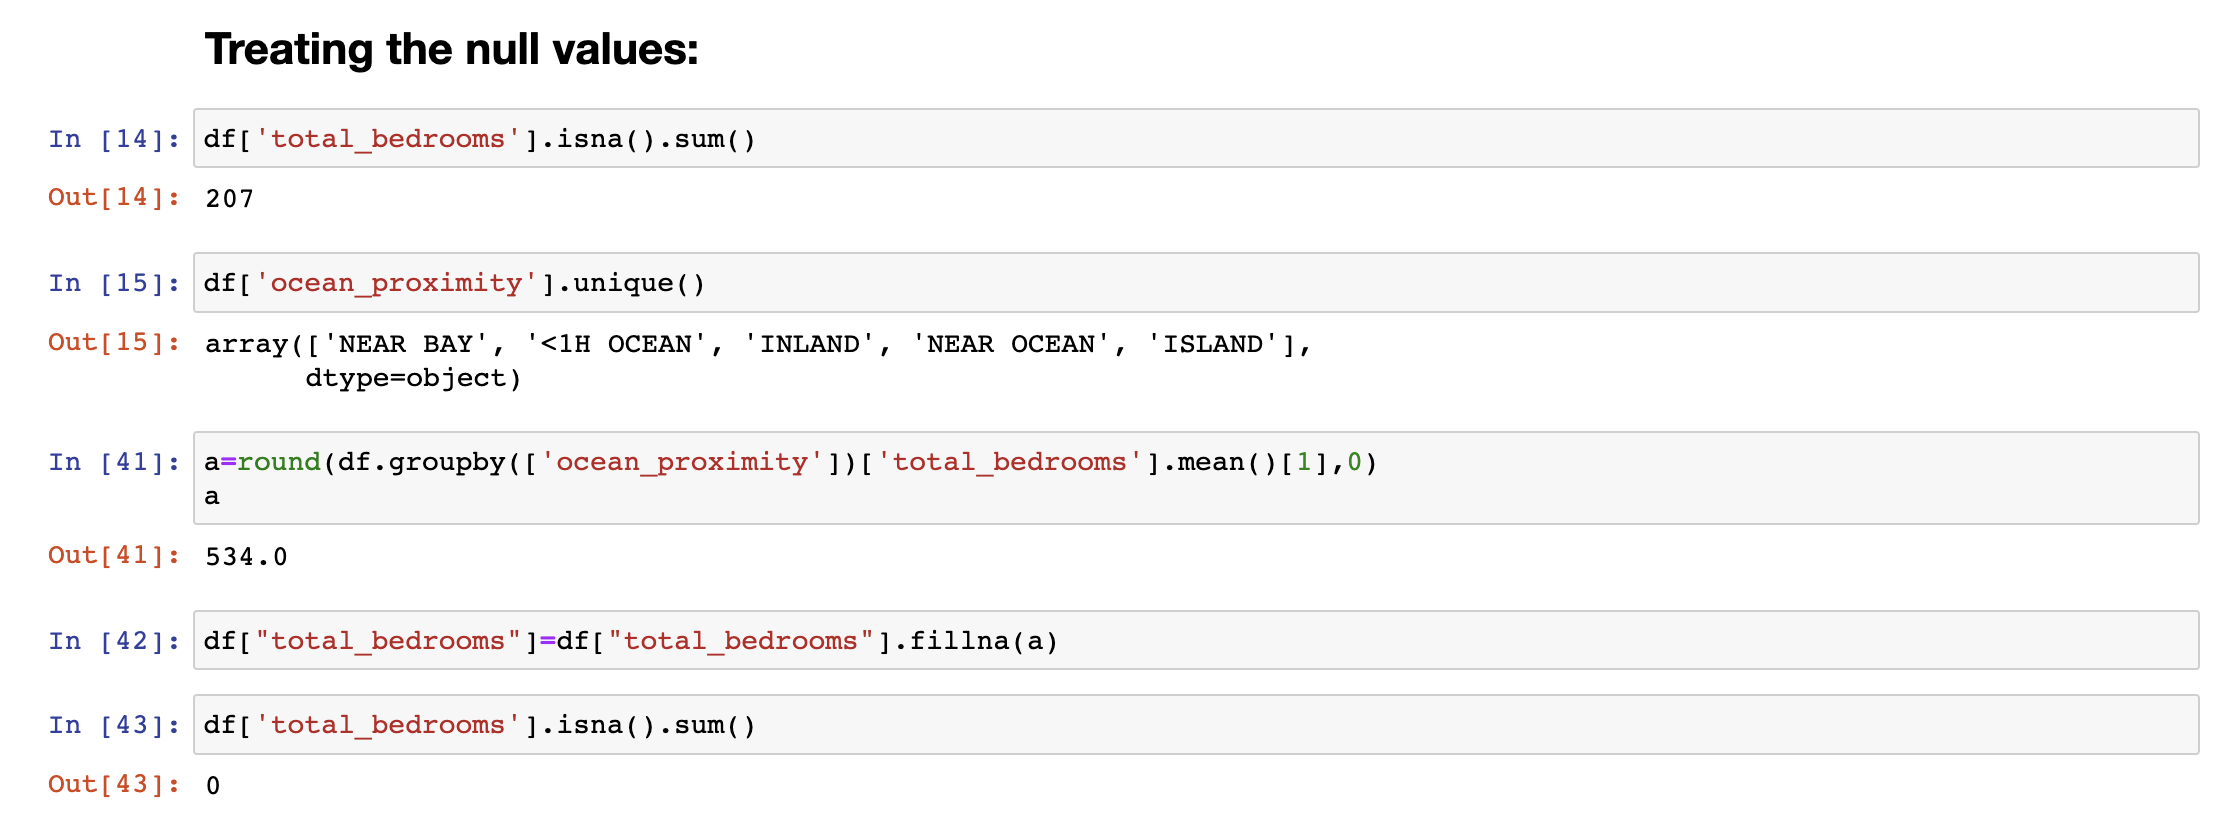 Treating the null values:
In [14]: df['total_bedrooms'].isna().sum()
Out[14]: 207
In [15]: df['ocean_proximity'].unique()
Out[15]: array(['NEAR BAY', '<1H OCEAN', 'INLAND', 'NEAR OCEAN', 'ISLAND'],
dtype=object)
In [41]: a=round(df.groupby(['ocean_proximity'])['total_bedrooms'].mean()[1],0)
a
Out[41]: 534.0
In [42]: df["total_bedrooms"]=df["total_bedrooms"].fillna(a)
In [43]: df['total_bedrooms'].isna().sum()
Out[43]: 0